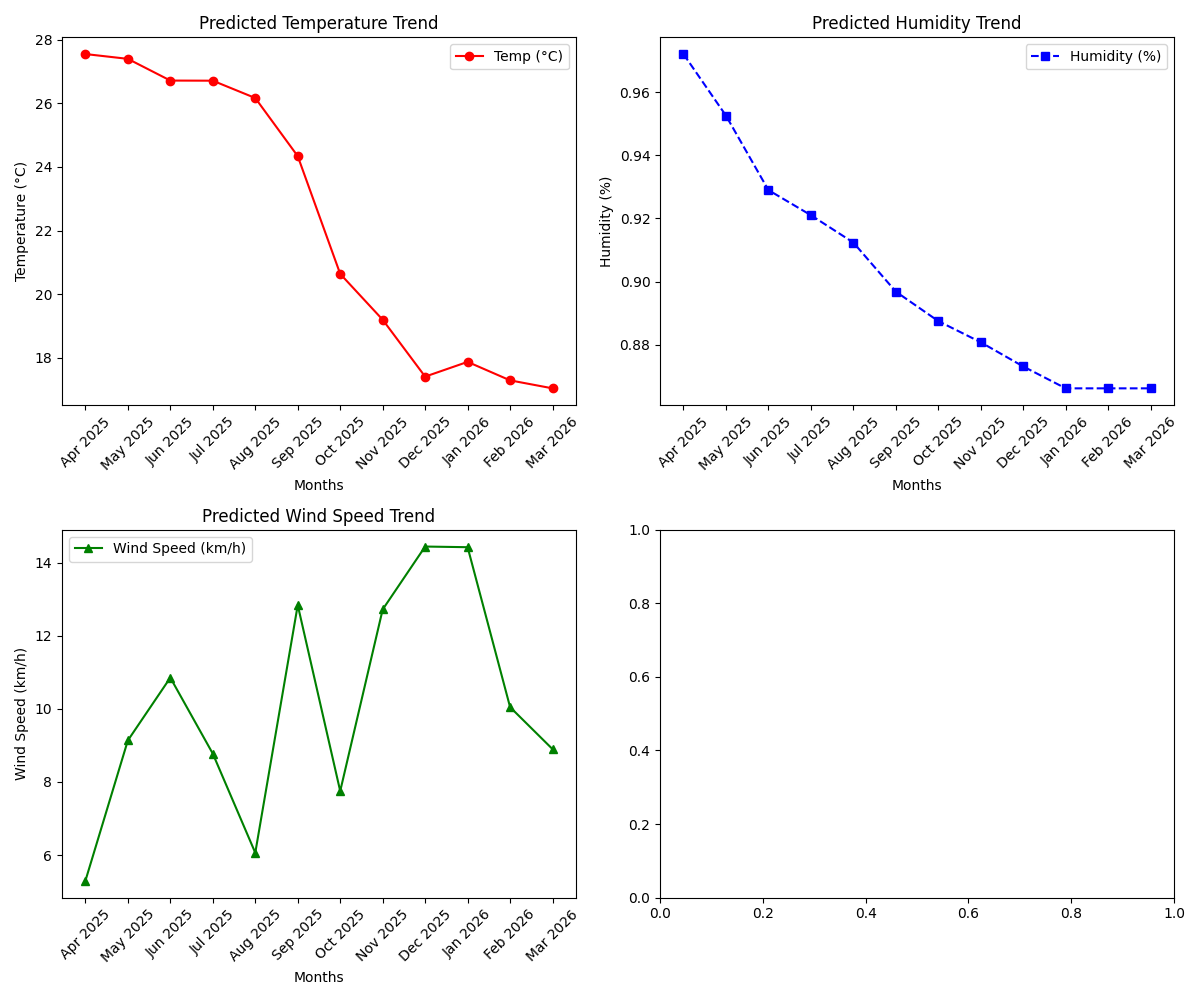 Predicted Temperature Trend
Temp (°C)
Temperature (°C)
28
26
24
22
20
18
Apr 2025
May 2025
Jun 2025
Jul 2025
Aug 2025
Sep 2025
Oct 2025
Nov 2025
Dec 2025
Jan 2026
Feb 2026
Mar 2026
Months
Predicted Humidity Trend
Humidity (%)
Humidity (%)
0.96
0.94
0.92
0.90
0.88
Apr 2025
May 2025
Jun 2025
Jul 2025
Aug 2025
Sep 2025
Oct 2025
Nov 2025
Dec 2025
Jan 2026
Feb 2026
Mar 2026
Months
Predicted Wind Speed Trend
Wind Speed (km/h)
Wind Speed (km/h)
14
12
10
8
6
Apr 2025
May 2025
Jun 2025
Jul 2025
Aug 2025
Sep 2025
Oct 2025
Nov 2025
Dec 2025
Jan 2026
Feb 2026
Mar 2026
Months
1.0
0.8
0.6
0.4
0.2
0.0
0.0
0.2
0.4
0.6
0.8
1.0